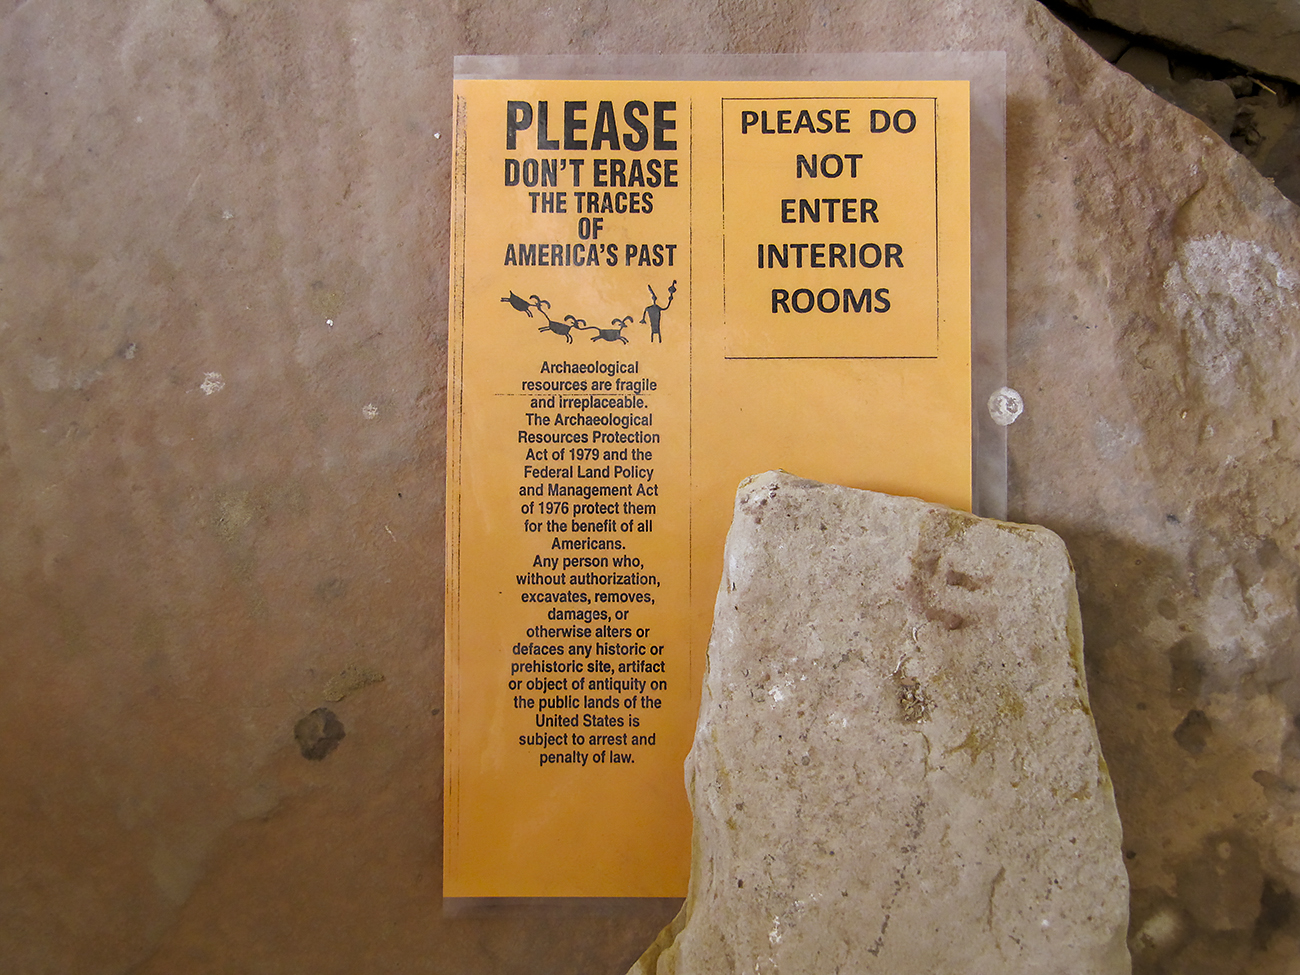 PLEASE
DON'T ERASE
THE TRACES
OF
AMERICA'S PAST
Archaeological
resources are fragile
and irreplaceable.
The Archaeological
Resources Protection
Act of 1979 and the
Federal Land Policy
and Management Act
of 1976 protect them
for the benefit of all
Americans.
Any person who,
without authorization,
excavates, removes,
damages, or
otherwise alters or
defaces any historic or
prehistoric site, artifact
or object of antiquity on
the public lands of the
United States is
subject to arrest and
penalty of law.
PLEASE DO
NOT
ENTER
INTERIOR
ROOMS